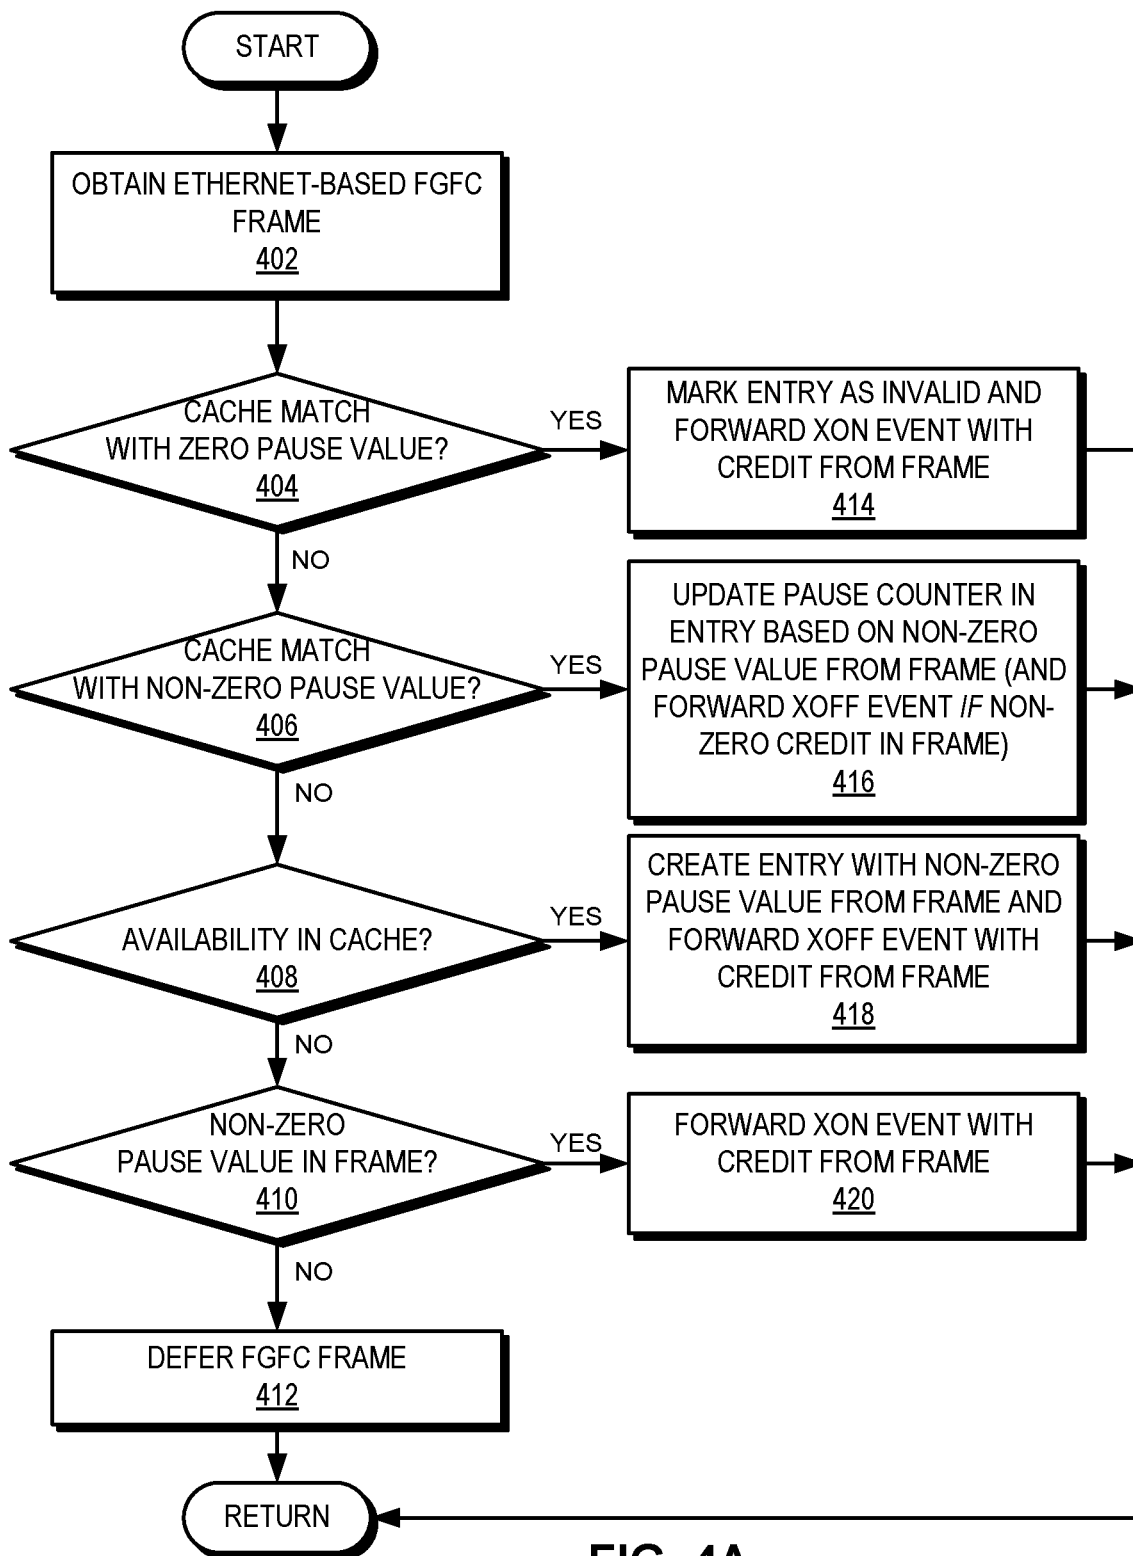 START
OBTAIN ETHERNET-BASED FGFC
FRAME
402
CACHE MATCH
WITH ZERO PAUSE VALUE?
404
YES
MARK ENTRY AS INVALID AND
FORWARD XON EVENT WITH
CREDIT FROM FRAME
414
NO
CACHE MATCH
WITH NON-ZERO PAUSE VALUE?
406
YES
UPDATE PAUSE COUNTER IN
ENTRY BASED ON NON-ZERO
PAUSE VALUE FROM FRAME (AND
FORWARD XOFF EVENT IF NON-
ZERO CREDIT IN FRAME)
416
NO
AVAILABILITY IN CACHE?
408
YES
CREATE ENTRY WITH NON-ZERO
PAUSE VALUE FROM FRAME AND
FORWARD XOFF EVENT WITH
CREDIT FROM FRAME
418
NO
NON-ZERO
PAUSE VALUE IN FRAME?
410
YES
FORWARD XON EVENT WITH
CREDIT FROM FRAME
420
NO
DEFER FGFC FRAME
412
RETURN
FIG. 4A